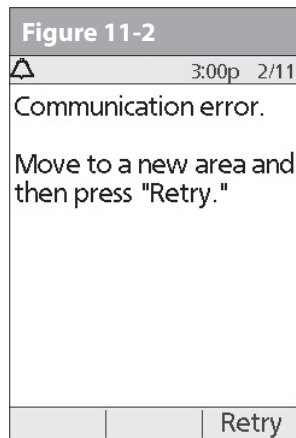 Figure 11-2
3:00p 2/11
Communication error.
Move to a new area and
then press "Retry."
Retry